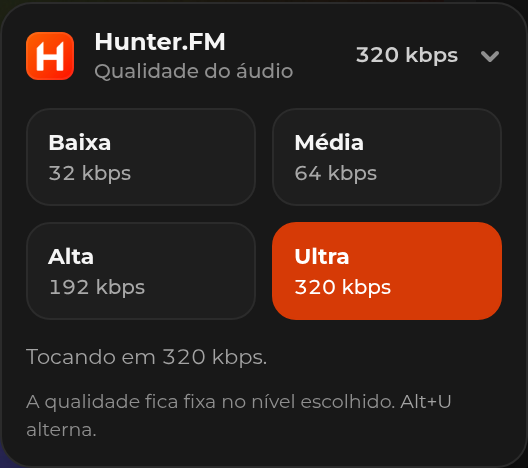 Hunter.FM
Qualidade do áudio
320 kbps
Baixa
32 kbps
Média
64 kbps
Alta
192 kbps
Ultra
320 kbps
Tocando em 320 kbps.
A qualidade fica fixa no nível escolhido. Alt+U
alterna.